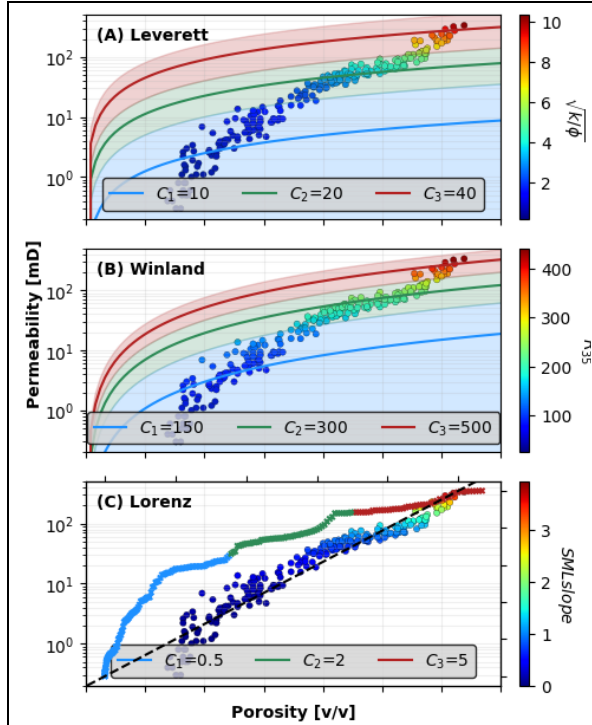 (A) Leverett
10²
10¹
10⁰
C₁=10 C₂=20 C₃=40
10
8
6
4
2
√k/ϕ
(B) Winland
10²
10¹
10⁰
C₁=150 C₂=300 C₃=500
400
300
200
100
R35
Permeability [mD]
(C) Lorenz
10²
10¹
10⁰
C₁=0.5 C₂=2 C₃=5
3
2
1
0
SMLslope
Porosity [v/v]